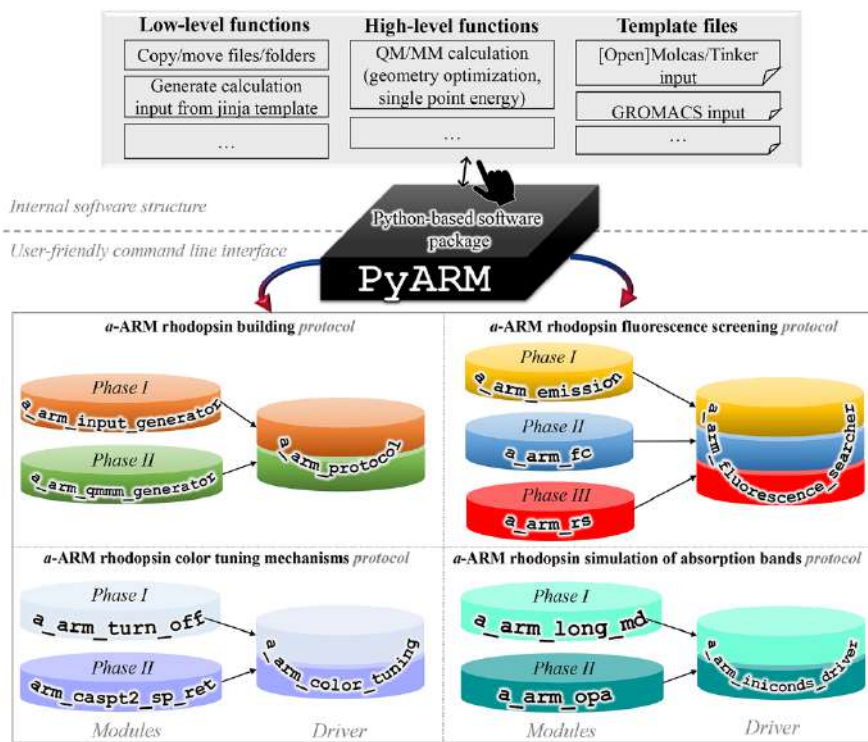 Low-level functions
Copy/move files/folders
Generate calculation
input from jinja template
...
High-level functions
QM/MM calculation
(geometry optimization,
single point energy)
...
Template files
[Open]Molcas/Tinker
input
GROMACS input
...
Internal software structure
Python-based software
package
User-friendly command line interface
PyARM
a-ARM rhodopsin building protocol
Phase I
a_arm_input_generator
Phase II
a_arm_qmmm_generator
a_arm_protocol
a-ARM rhodopsin fluorescence screening protocol
Phase I
a_arm_emission
Phase II
a_arm_fc
Phase III
a_arm_rs
a_arm_fluorescence_searcher
a-ARM rhodopsin color tuning mechanisms protocol
Phase I
a_arm_turn_off
Phase II
arm_caspt2_sp_ret
a_arm_color_tuning
Modules
Driver
a-ARM rhodopsin simulation of absorption bands protocol
Phase I
a_arm_long_md
Phase II
a_arm_opa
a_arm_iniconds_driver
Modules
Driver